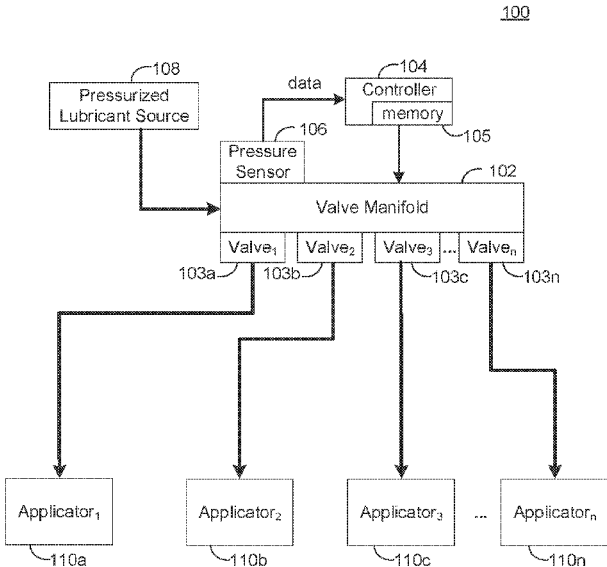 100
108
Pressurized
Lubricant Source
data
104
Controller
memory
105
106
Pressure
Sensor
102
Valve Manifold
Valve1 Valve2 Valve3 ... Valven
103a 103b 103c 103n
Applicator1 Applicator2 Applicator3 ... Applicatorn
110a 110b 110c 110n